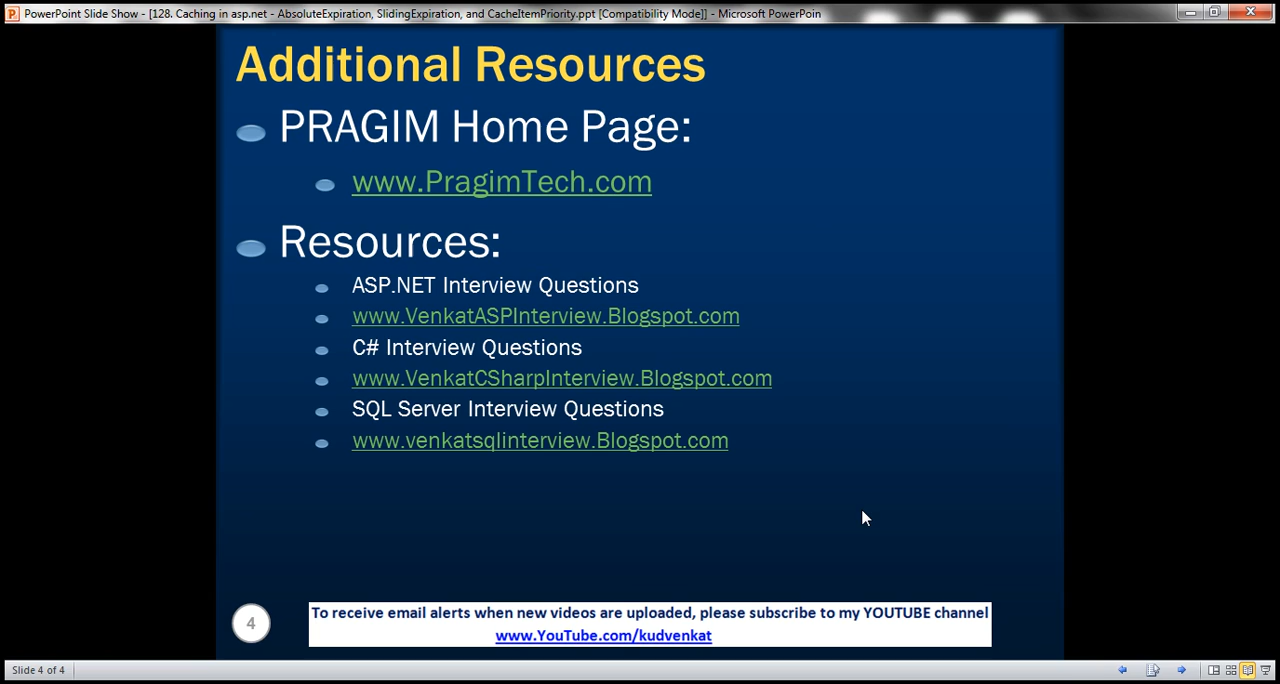 PowerPoint Slide Show - [128. Caching in asp.net - AbsoluteExpiration, SlidingExpiration, and CacheItemPriority.ppt [Compatibility Mode]] - Microsoft PowerPoin
Additional Resources
PRAGIM Home Page:
www.PragimTech.com
Resources:
ASP.NET Interview Questions
www.VenkatASPInterview.Blogspot.com
C# Interview Questions
www.VenkatCSharpInterview.Blogspot.com
SQL Server Interview Questions
www.venkatsqlinterview.Blogspot.com
4
To receive email alerts when new videos are uploaded, please subscribe to my YOUTUBE channel
www.YouTube.com/kudvenkat
Slide 4 of 4